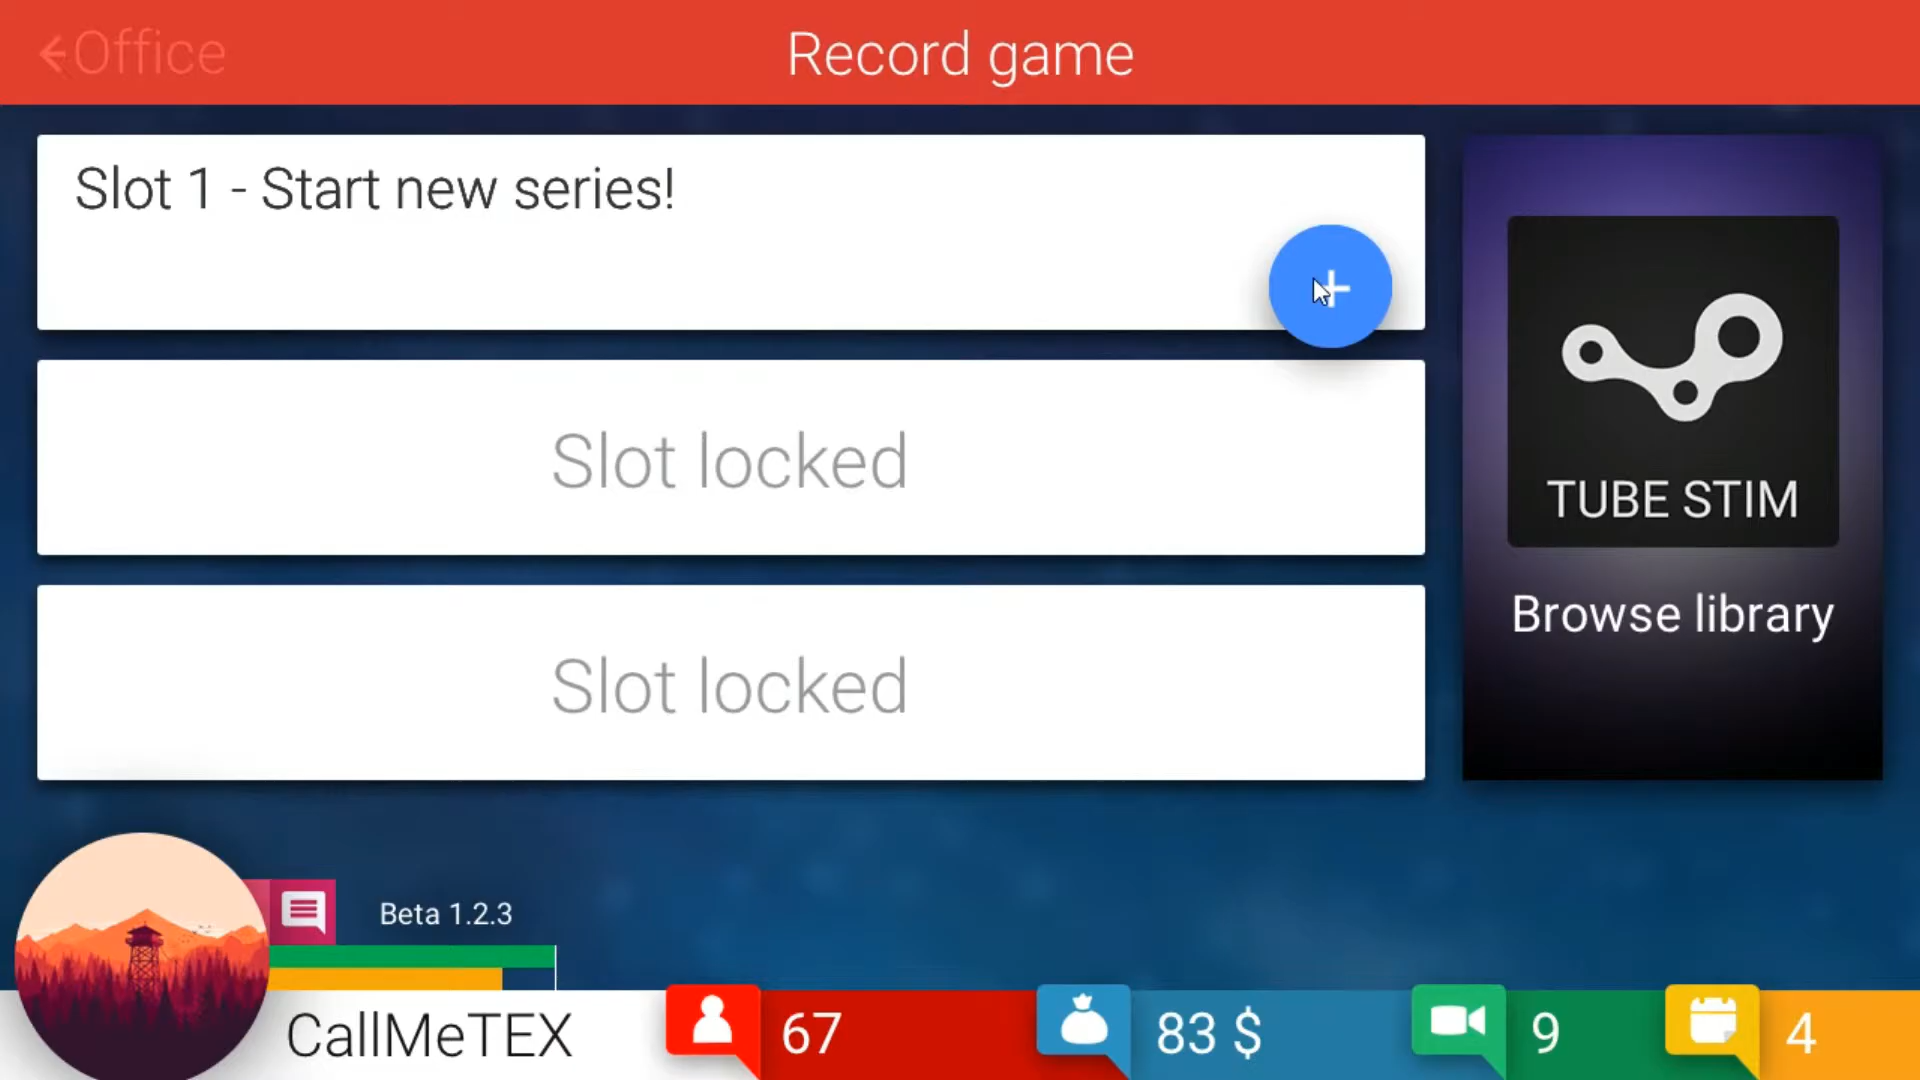 Office
Record game
Slot 1 - Start new series!
Slot locked
Slot locked
TUBE STIM
Browse library
Beta 1.2.3
CallMeTEX
67
83 $
9
4